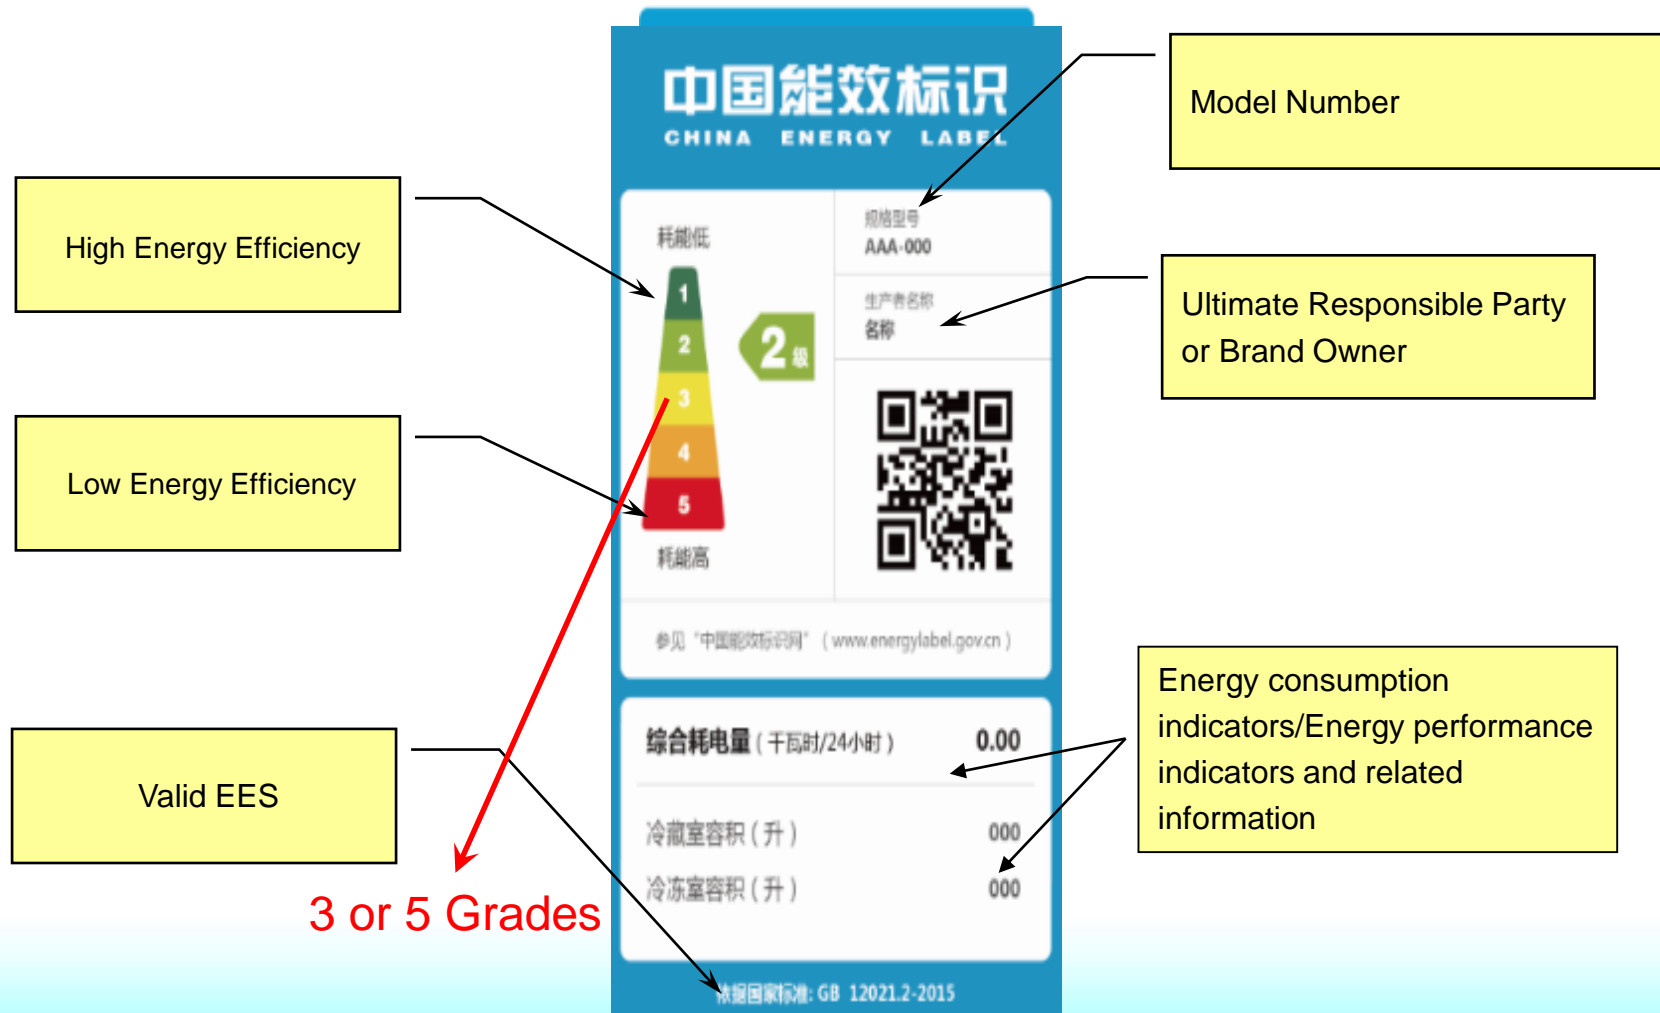 中国能效标识
CHINA ENERGY LABEL
Model Number
High Energy Efficiency
耗能低
规格型号
AAA-000
1
2
3
4
5
2级
生产者名称
名称
Ultimate Responsible Party
or Brand Owner
Low Energy Efficiency
耗能高
参见“中国能效标识网”（www.energylabel.gov.cn）
Energy consumption
indicators/Energy performance
indicators and related
information
综合耗电量（千瓦时/24小时） 0.00
Valid EES
冷藏室容积（升） 000
冷冻室容积（升） 000
3 or 5 Grades
依据国家标准: GB 12021.2-2015